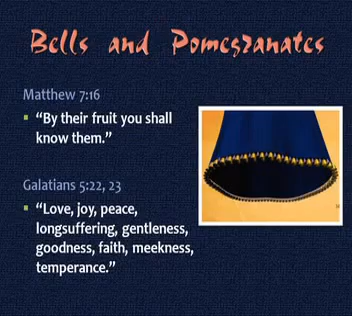 Bells and Pomegranates
Matthew 7:16
“By their fruit you shall
know them.”
Galatians 5:22, 23
“Love, joy, peace,
longsuffering, gentleness,
goodness, faith, meekness,
temperance.”